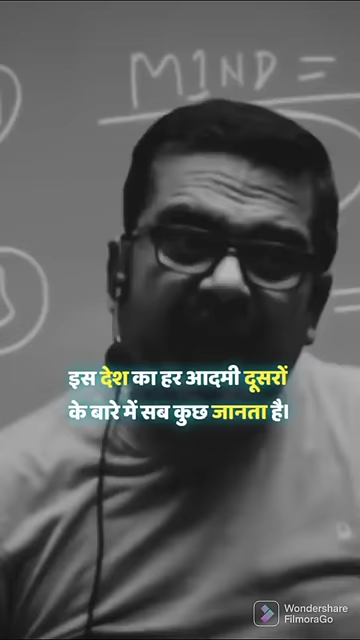 MIND =
इस देश का हर आदमी दूसरों
के बारे में सब कुछ जानता है।
Wondershare
FilmoraGo